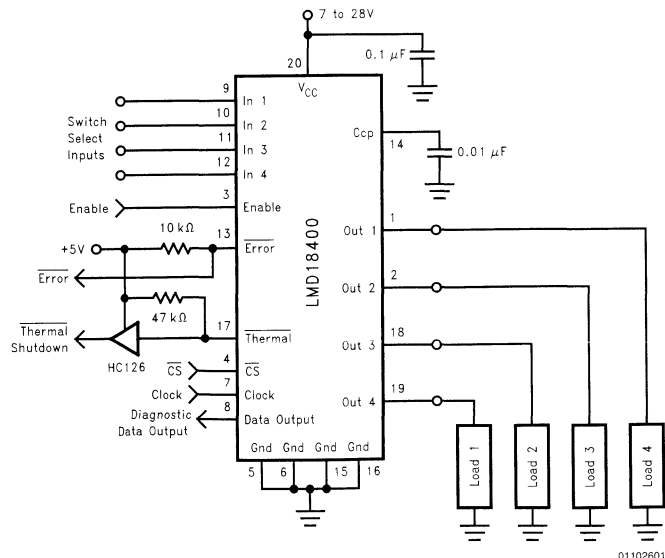 7 to 28V
0.1 μF
20
VCC
9
In 1
10
In 2
11
In 3
12
In 4
Switch
Select
Inputs
Ccp
14
0.01 μF
3
Enable
Enable
10 kΩ
+5V
13
Error
Error
LMD18400
Out 1
1
Out 2
2
Out 3
18
Out 4
19
47 kΩ
17
Thermal
Thermal
Shutdown
HC126
4
CS
CS
7
Clock
Clock
8
Data Output
Diagnostic
Data Output
Gnd Gnd Gnd Gnd
5 6 15 16
Load 1
Load 2
Load 3
Load 4
01102601